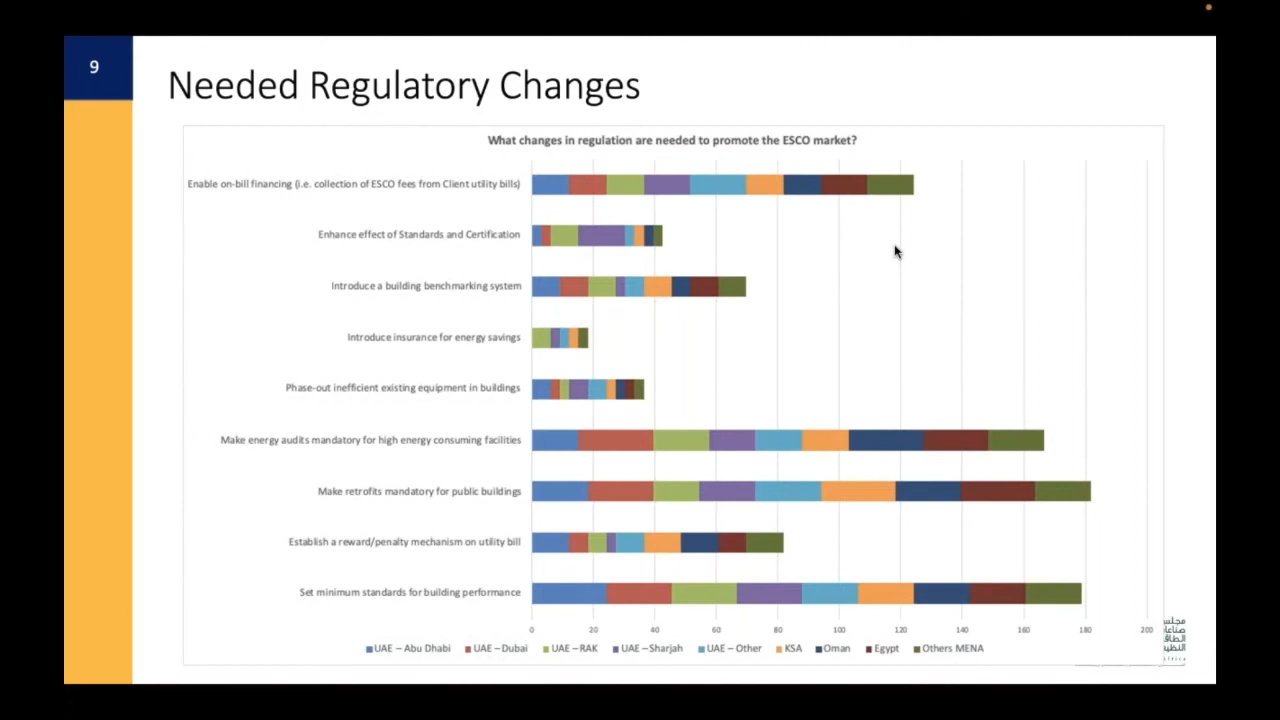 9
Needed Regulatory Changes
What changes in regulation are needed to promote the ESCO market?
Enable on-bill financing (i.e. collection of ESCO fees from Client utility bills)
Enhance effect of Standards and Certification
Introduce a building benchmarking system
Introduce insurance for energy savings
Phase-out inefficient existing equipment in buildings
Make energy audits mandatory for high energy consuming facilities
Make retrofits mandatory for public buildings
Establish a reward/penalty mechanism on utility bill
Set minimum standards for building performance
0 20 40 60 80 100 120 140 160 180 200
UAE – Abu Dhabi UAE – Dubai UAE – RAK UAE – Sharjah UAE – Other KSA Oman Egypt Others MENA
مجلس